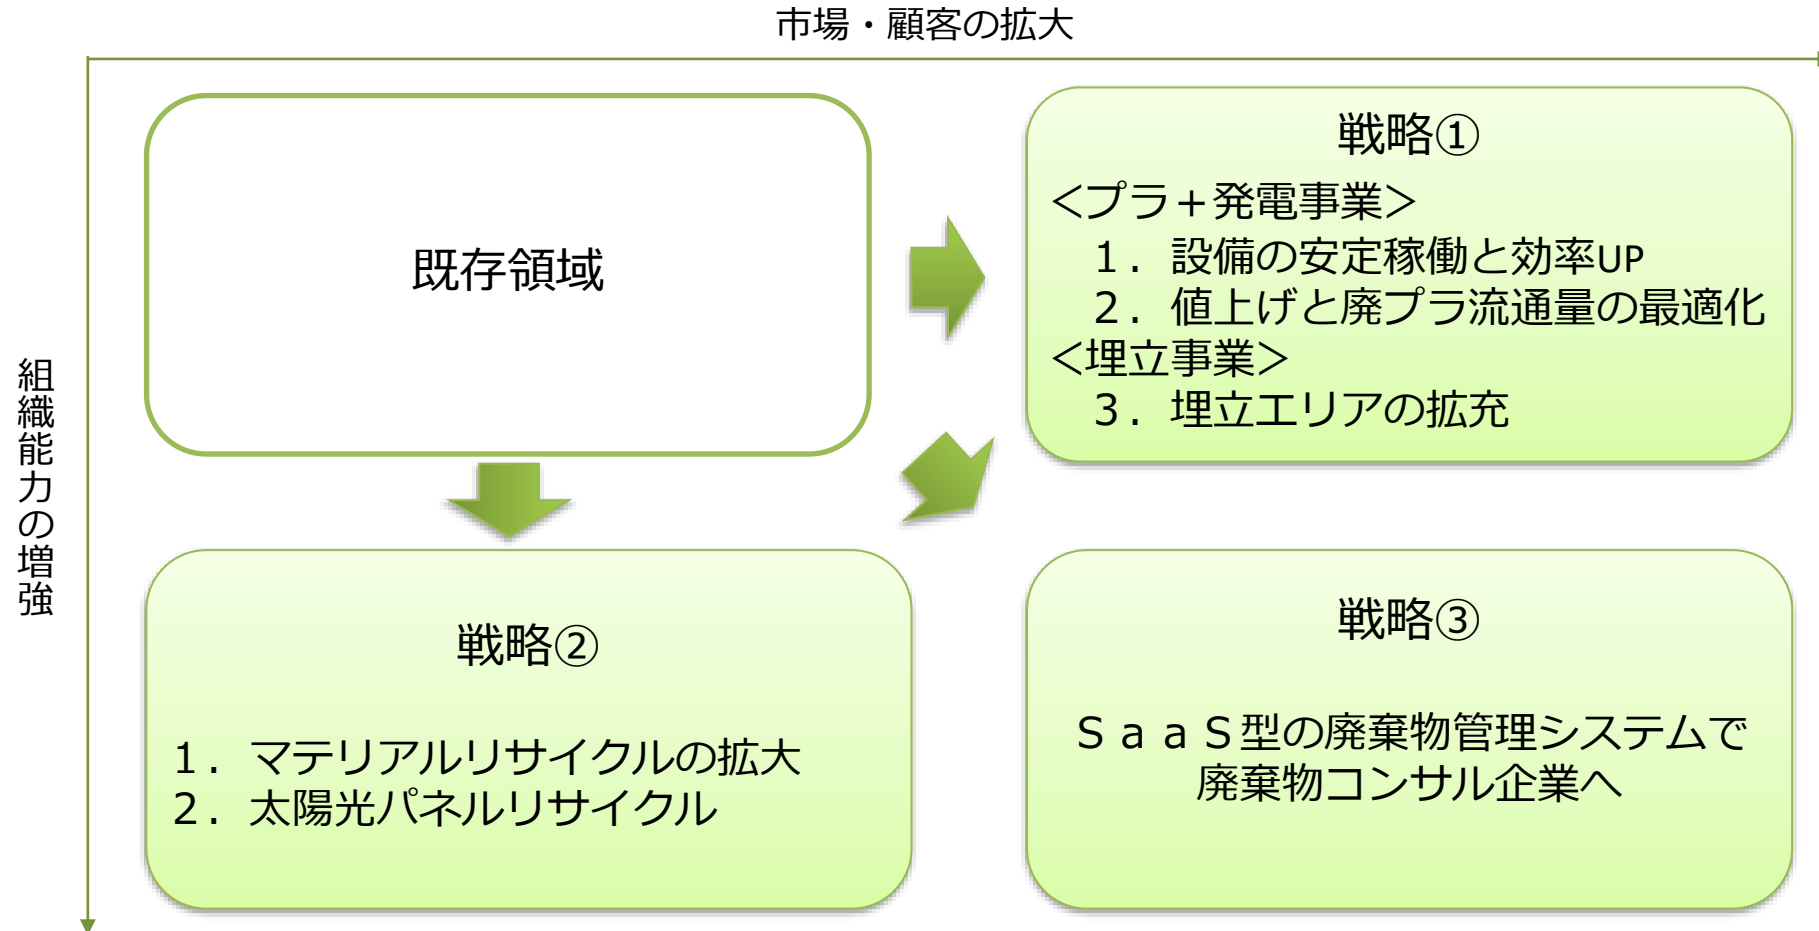 市場・顧客の拡大
組織能力の増強
既存領域
戦略①
＜プラ＋発電事業＞
１．設備の安定稼働と効率UP
２．値上げと廃プラ流通量の最適化
＜埋立事業＞
３．埋立エリアの拡充
戦略②
１．マテリアルリサイクルの拡大
２．太陽光パネルリサイクル
戦略③
ＳａａＳ型の廃棄物管理システムで
廃棄物コンサル企業へ